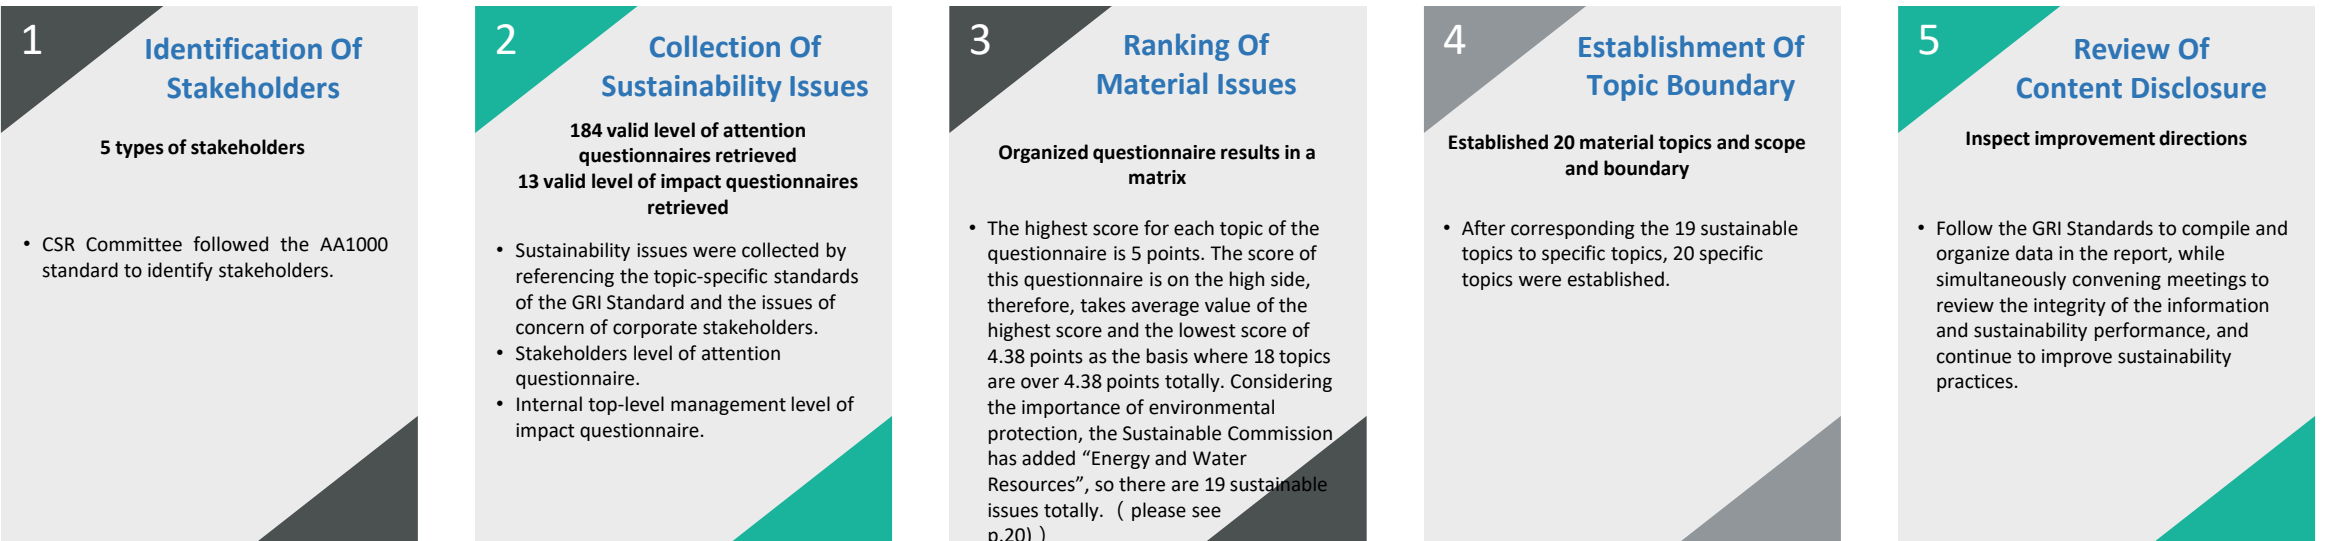 1
Identification Of
Stakeholders
5 types of stakeholders
• CSR Committee followed the AA1000
standard to identify stakeholders.
2
Collection Of
Sustainability Issues
184 valid level of attention
questionnaires retrieved
13 valid level of impact questionnaires
retrieved
• Sustainability issues were collected by
referencing the topic-specific standards
of the GRI Standard and the issues of
concern of corporate stakeholders.
• Stakeholders level of attention
questionnaire.
• Internal top-level management level of
impact questionnaire.
3
Ranking Of
Material Issues
Organized questionnaire results in a
matrix
• The highest score for each topic of the
questionnaire is 5 points. The score of
this questionnaire is on the high side,
therefore, takes average value of the
highest score and the lowest score of
4.38 points as the basis where 18 topics
are over 4.38 points totally. Considering
the importance of environmental
protection, the Sustainable Commission
has added “Energy and Water
Resources”, so there are 19 sustainable
issues totally.（please see
p.20)）
4
Establishment Of
Topic Boundary
Established 20 material topics and scope
and boundary
• After corresponding the 19 sustainable
topics to specific topics, 20 specific
topics were established.
5
Review Of
Content Disclosure
Inspect improvement directions
• Follow the GRI Standards to compile and
organize data in the report, while
simultaneously convening meetings to
review the integrity of the information
and sustainability performance, and
continue to improve sustainability
practices.